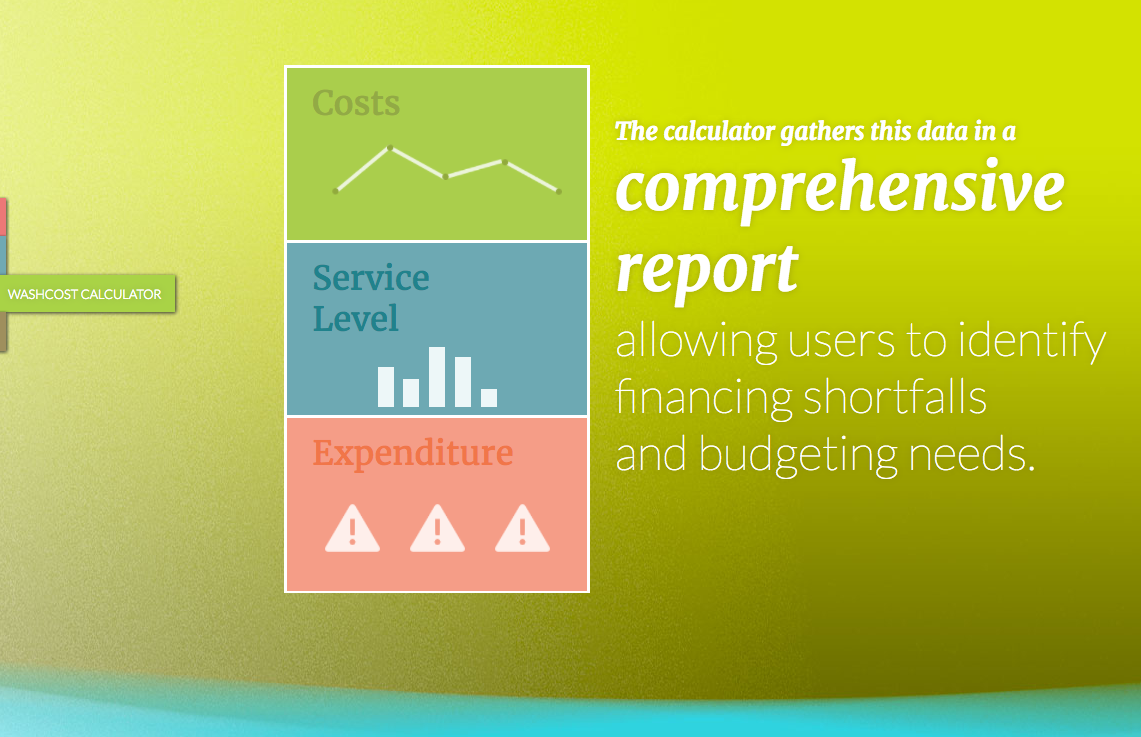 Costs
Service
Level
Expenditure
The calculator gathers this data in a
comprehensive
report
allowing users to identify
financing shortfalls
and budgeting needs.
WASHCOST CALCULATOR